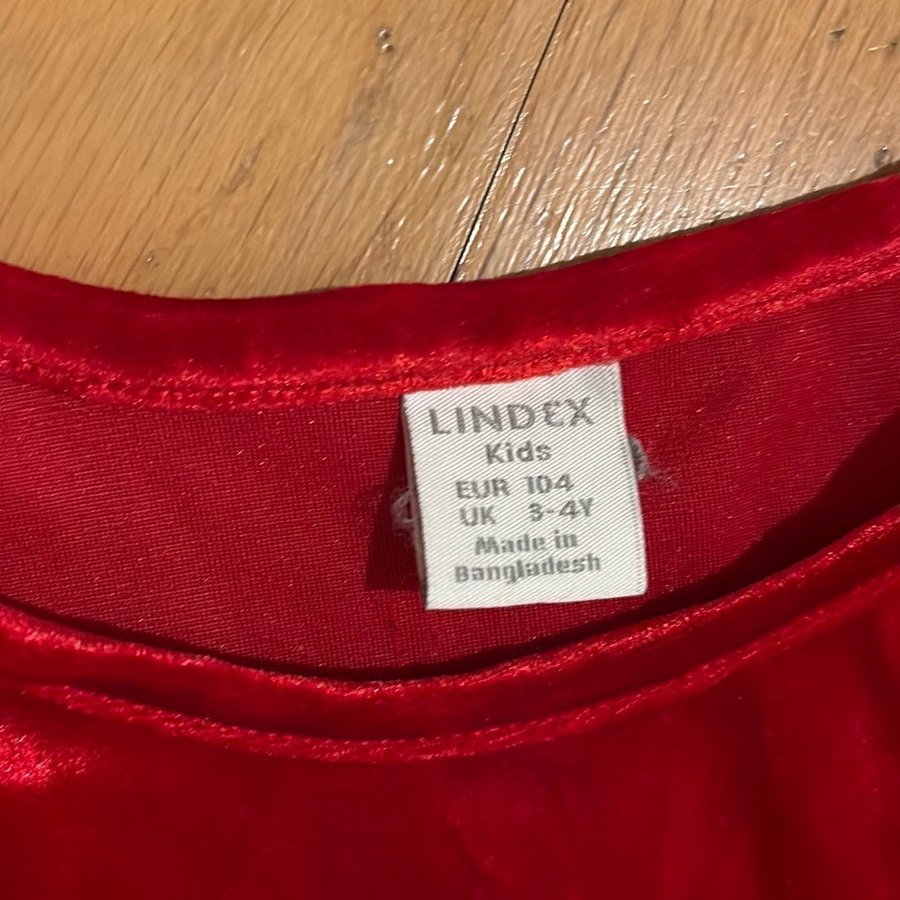 LINDEX
Kids
EUR 104
UK 3-4Y
Made in
Bangladesh